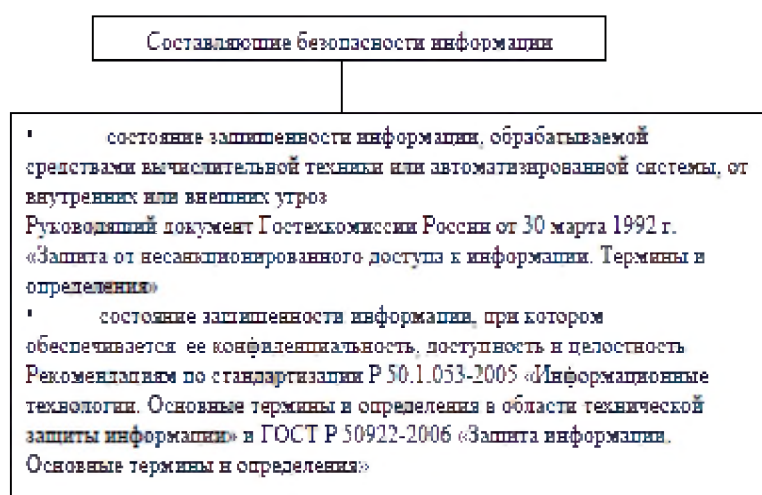 Составляющие безопасности информации
▪ состояние защищенности информации, обрабатываемой
средствами вычислительной техники или автоматизированной системы, от
внутренних или внешних угроз
Руководящий документ Гостехкомиссии России от 30 марта 1992 г.
«Защита от несанкционированного доступа к информации. Термины и
определения»
▪ состояние защищенности информации, при котором
обеспечивается ее конфиденциальность, доступность и целостность
Рекомендациям по стандартизации Р 50.1.053-2005 «Информационные
технологии. Основные термины и определения в области технической
защиты информации» и ГОСТ Р 50922-2006 «Защита информации.
Основные термины и определения»